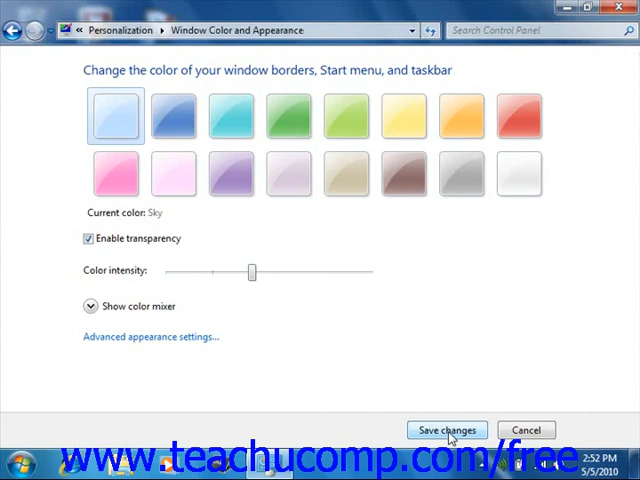 « Personalization Window Color and Appearance Search Control Panel
Change the color of your window borders, Start menu, and taskbar
Current color: Sky
Enable transparency
Color intensity:
Show color mixer
Advanced appearance settings...
Save changes Cancel
www.teachucomp.com/free
2:52 PM
5/5/2010